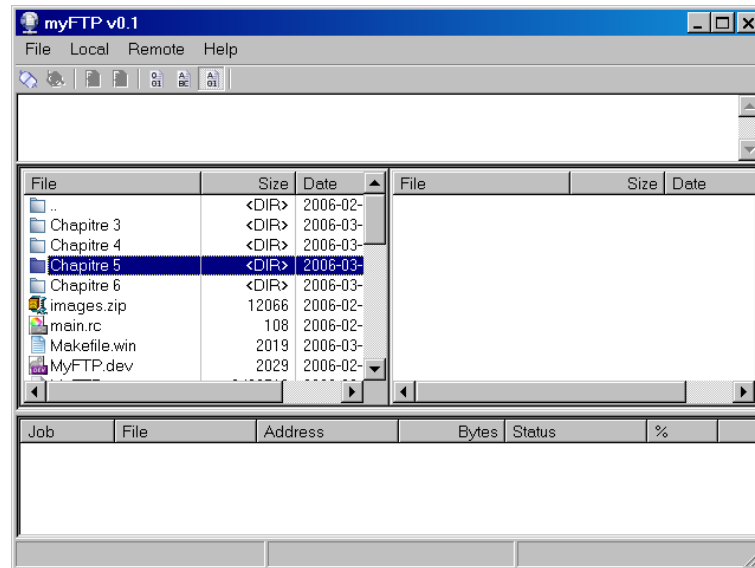 myFTP v0.1
File Local Remote Help
File Size Date File Size Date
.. <DIR> 2006-02-
Chapitre 3 <DIR> 2006-03-
Chapitre 4 <DIR> 2006-03-
Chapitre 5 <DIR> 2006-03-
Chapitre 6 <DIR> 2006-03-
images.zip 12066 2006-02-
main.rc 108 2006-02-
Makefile.win 2019 2006-03-
MyFTP.dev 2029 2006-02-
Job File Address Bytes Status %